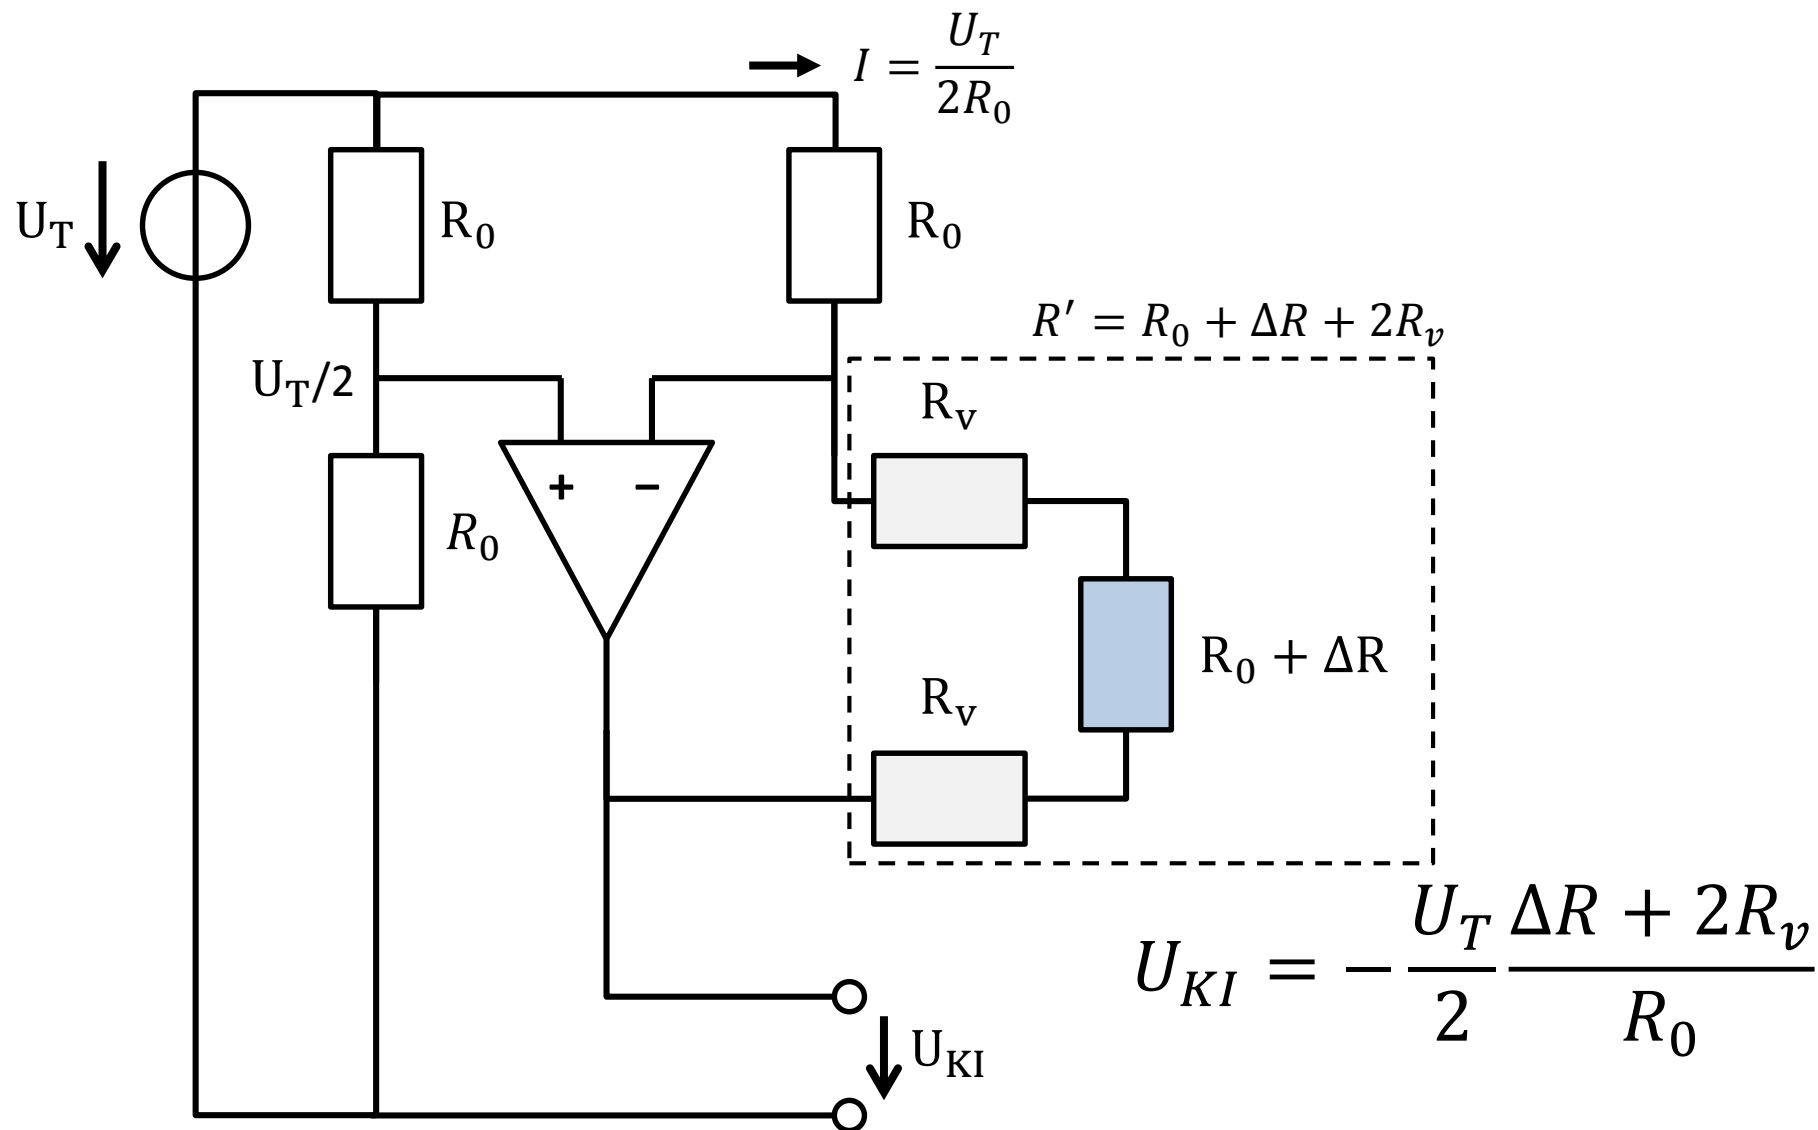 I = U_T / 2R_0
U_T
R_0
R_0
R' = R_0 + ΔR + 2R_v
U_T/2
R_v
+ −
R_0
R_0 + ΔR
R_v
U_KI = − U_T / 2 ΔR + 2R_v / R_0
U_KI